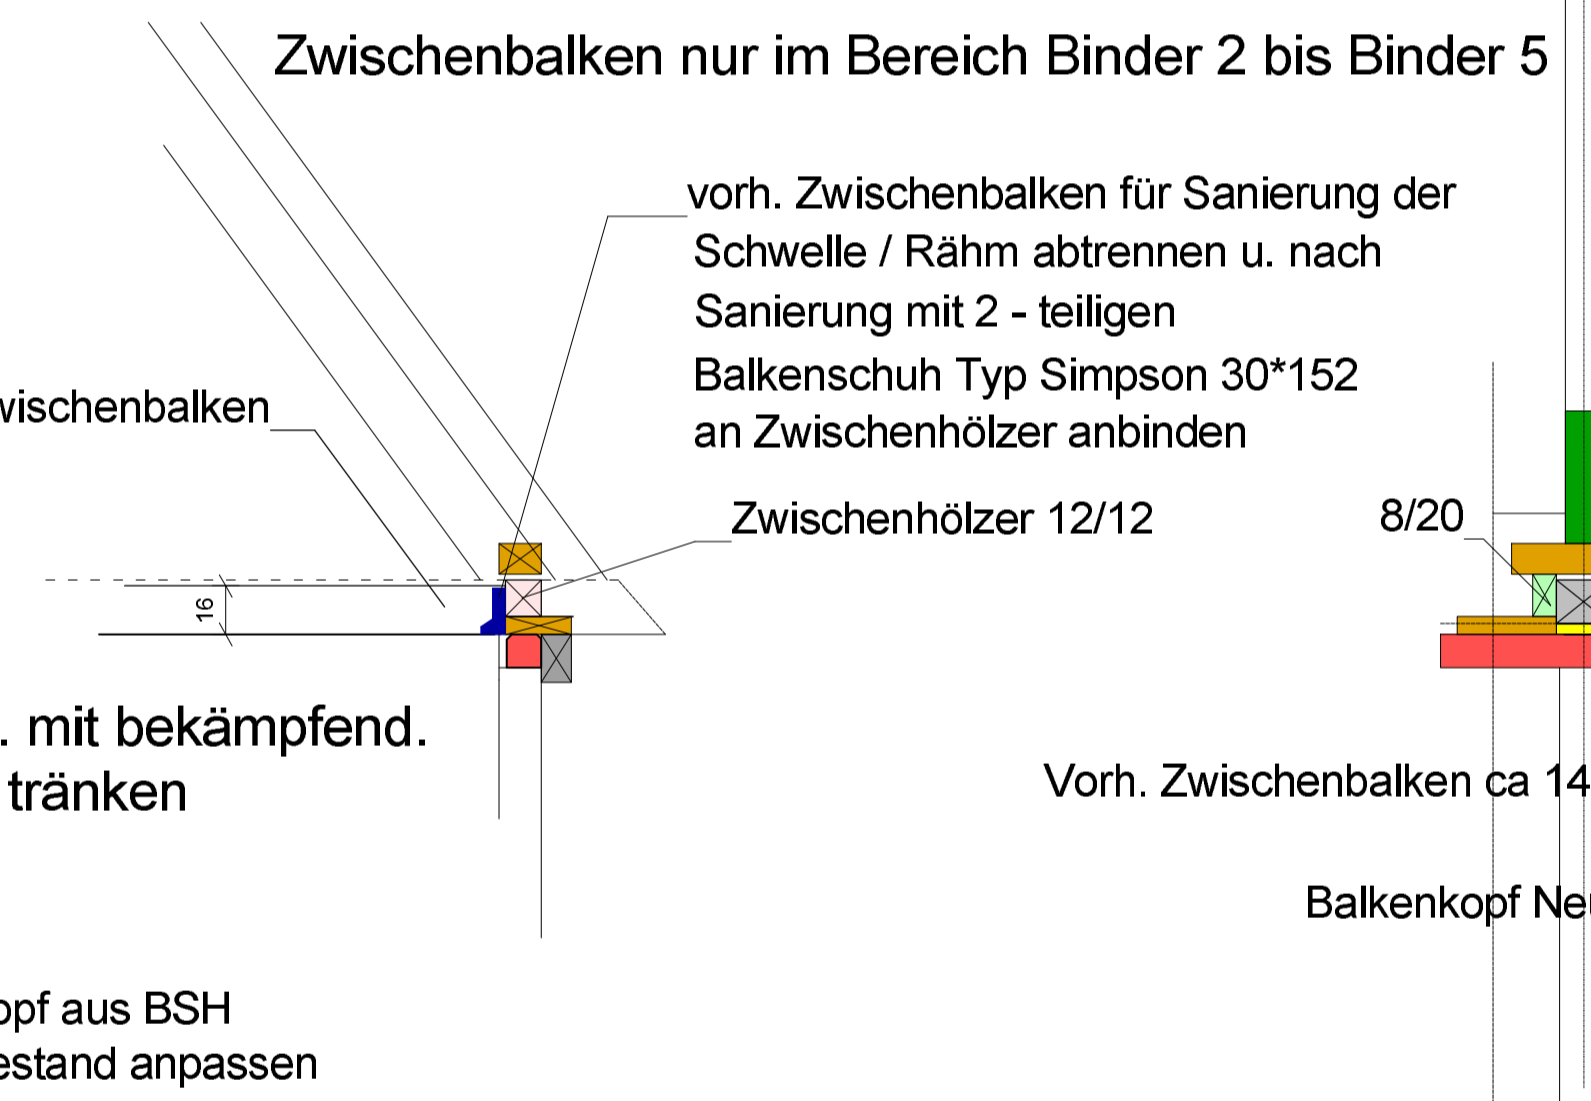 Zwischenbalken nur im Bereich Binder 2 bis Binder 5
vorh. Zwischenbalken für Sanierung der
Schwelle / Rähm abtrennen u. nach
Sanierung mit 2 - teiligen
Balkenschuh Typ Simpson 30*152
an Zwischenhölzer anbinden
wischenbalken
Zwischenhölzer 12/12
8/20
16
. mit bekämpfend.
tränken
Vorh. Zwischenbalken ca 14
Balkenkopf Neu
opf aus BSH
estand anpassen